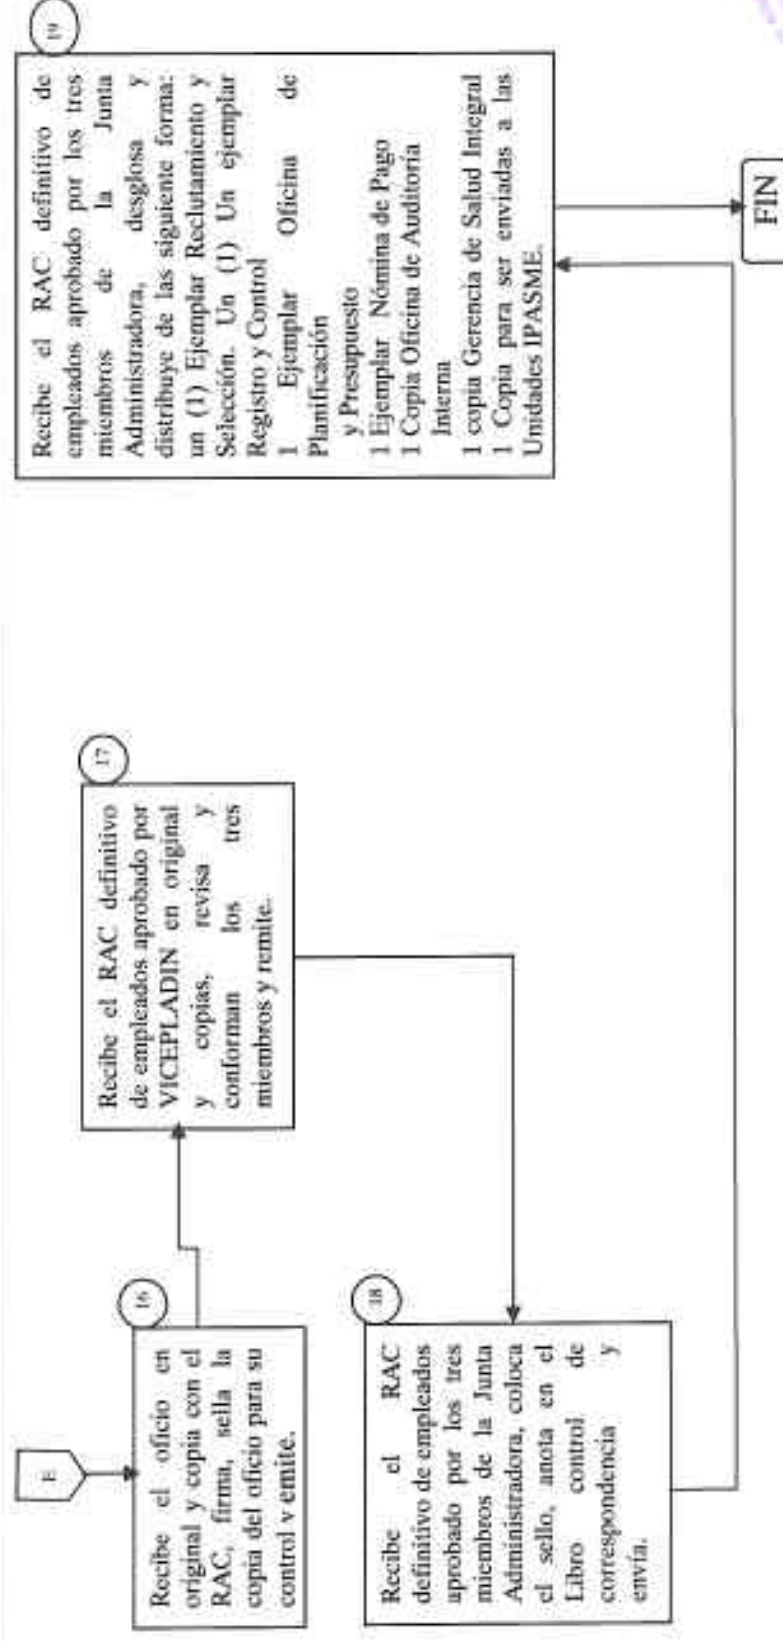 E
16
Recibe el oficio en
original y copia con el
RAC, firma, sella la
copia del oficio para su
control y emite.
17
Recibe el RAC definitivo
de empleados aprobado por
VICEPLADIN en original
y copias, revisa y
conforman los tres
miembros y remite.
18
Recibe el RAC
definitivo de empleados
aprobado por los tres
miembros de la Junta
Administradora, coloca
el sello, anota en el
Libro control de
correspondencia y
envía.
19
Recibe el RAC definitivo de
empleados aprobado por los tres
miembros de la Junta
Administradora, desglosa y
distribuye de las siguiente forma:
un (1) Ejemplar Reclutamiento y
Selección. Un (1) Un ejemplar
Registro y Control
1 Ejemplar Oficina de
Planificación
y Presupuesto
1 Ejemplar Nómina de Pago
1 Copia Oficina de Auditoría
Interna
1 copia Gerencia de Salud Integral
1 Copia para ser enviadas a las
Unidades IPASME.
FIN